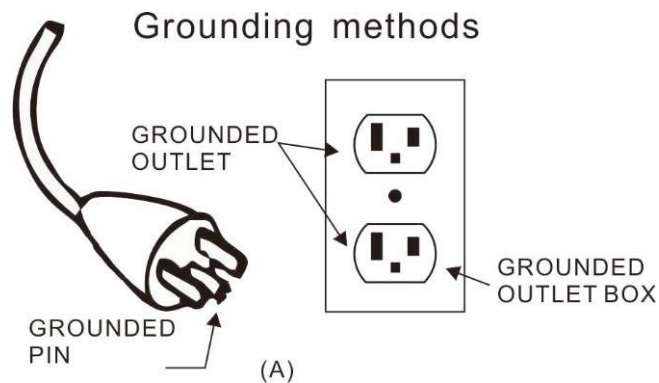 Grounding methods
GROUNDED
OUTLET
GROUNDED
OUTLET BOX
GROUNDED
PIN
(A)